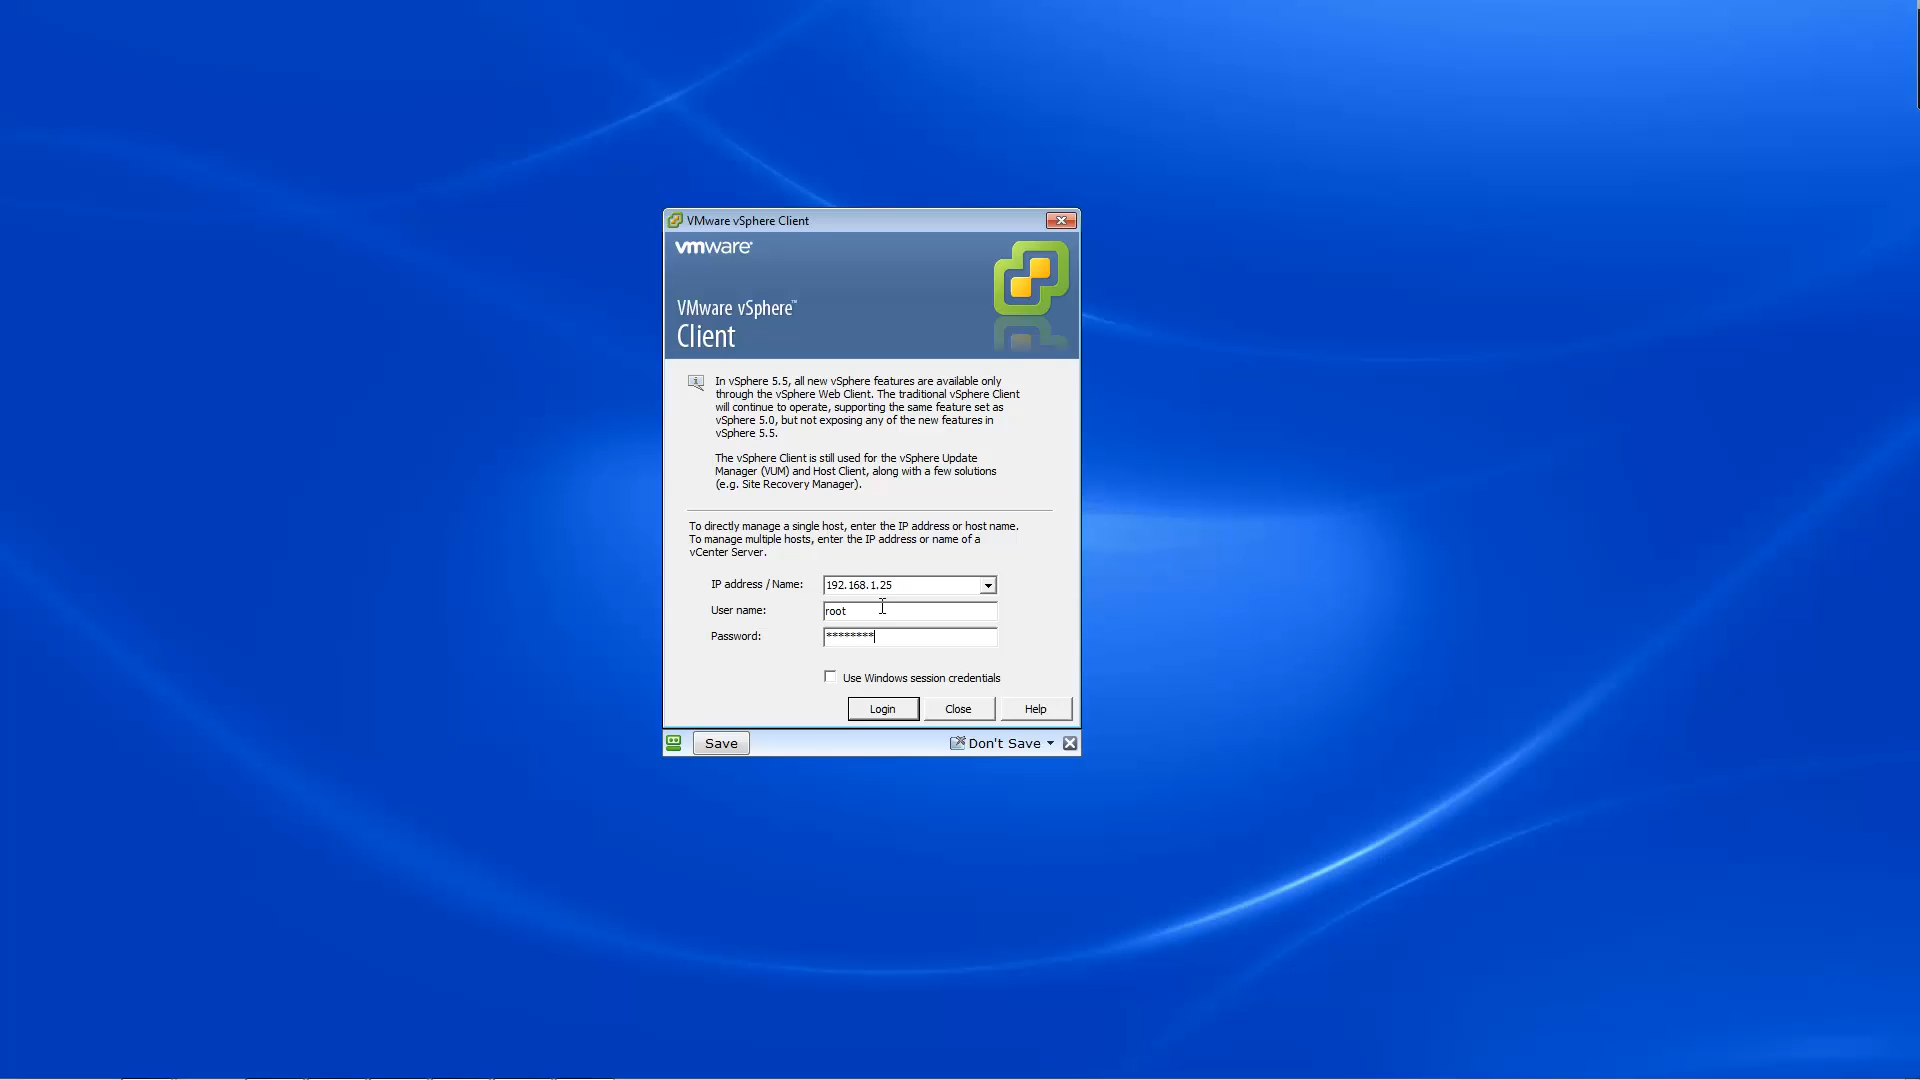 VMware vSphere Client
vmware®
VMware vSphere™
Client
In vSphere 5.5, all new vSphere features are available only
through the vSphere Web Client. The traditional vSphere Client
will continue to operate, supporting the same feature set as
vSphere 5.0, but not exposing any of the new features in
vSphere 5.5.
The vSphere Client is still used for the vSphere Update
Manager (VUM) and Host Client, along with a few solutions
(e.g. Site Recovery Manager).
To directly manage a single host, enter the IP address or host name.
To manage multiple hosts, enter the IP address or name of a
vCenter Server.
IP address / Name: 192.168.1.25
User name: root
Password: ********
Use Windows session credentials
Login Close Help
Save Don't Save